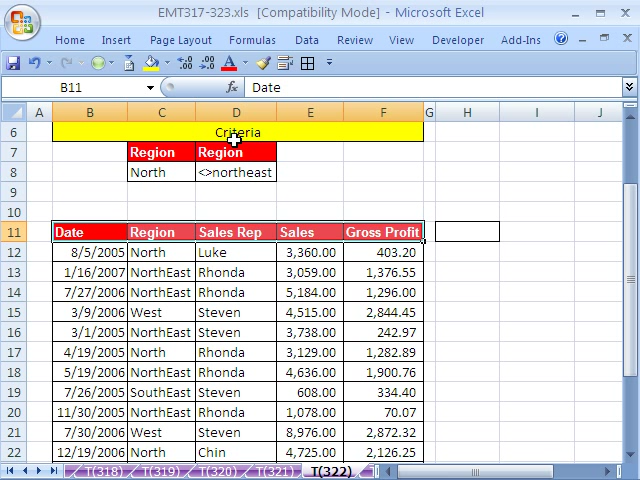 EMT317-323.xls [Compatibility Mode] - Microsoft Excel
Home Insert Page Layout Formulas Data Review View Developer Add-Ins
B11 fx Date
A B C D E F G H I J
6 Criteria
7 Region Region
8 North <>northeast
9
10
11 Date Region Sales Rep Sales Gross Profit
12 8/5/2005 North Luke 3,360.00 403.20
13 1/16/2007 NorthEast Rhonda 3,059.00 1,376.55
14 7/27/2006 NorthEast Rhonda 5,184.00 1,296.00
15 3/9/2006 West Steven 4,515.00 2,844.45
16 3/1/2005 NorthEast Steven 3,738.00 242.97
17 4/19/2005 North Rhonda 3,129.00 1,282.89
18 5/19/2006 NorthEast Rhonda 4,636.00 1,900.76
19 7/26/2005 SouthEast Steven 608.00 334.40
20 11/30/2005 NorthEast Rhonda 1,078.00 70.07
21 7/30/2006 West Steven 8,976.00 2,872.32
22 12/19/2006 North Chin 4,725.00 2,126.25
T(318) T(319) T(320) T(321) T(322)